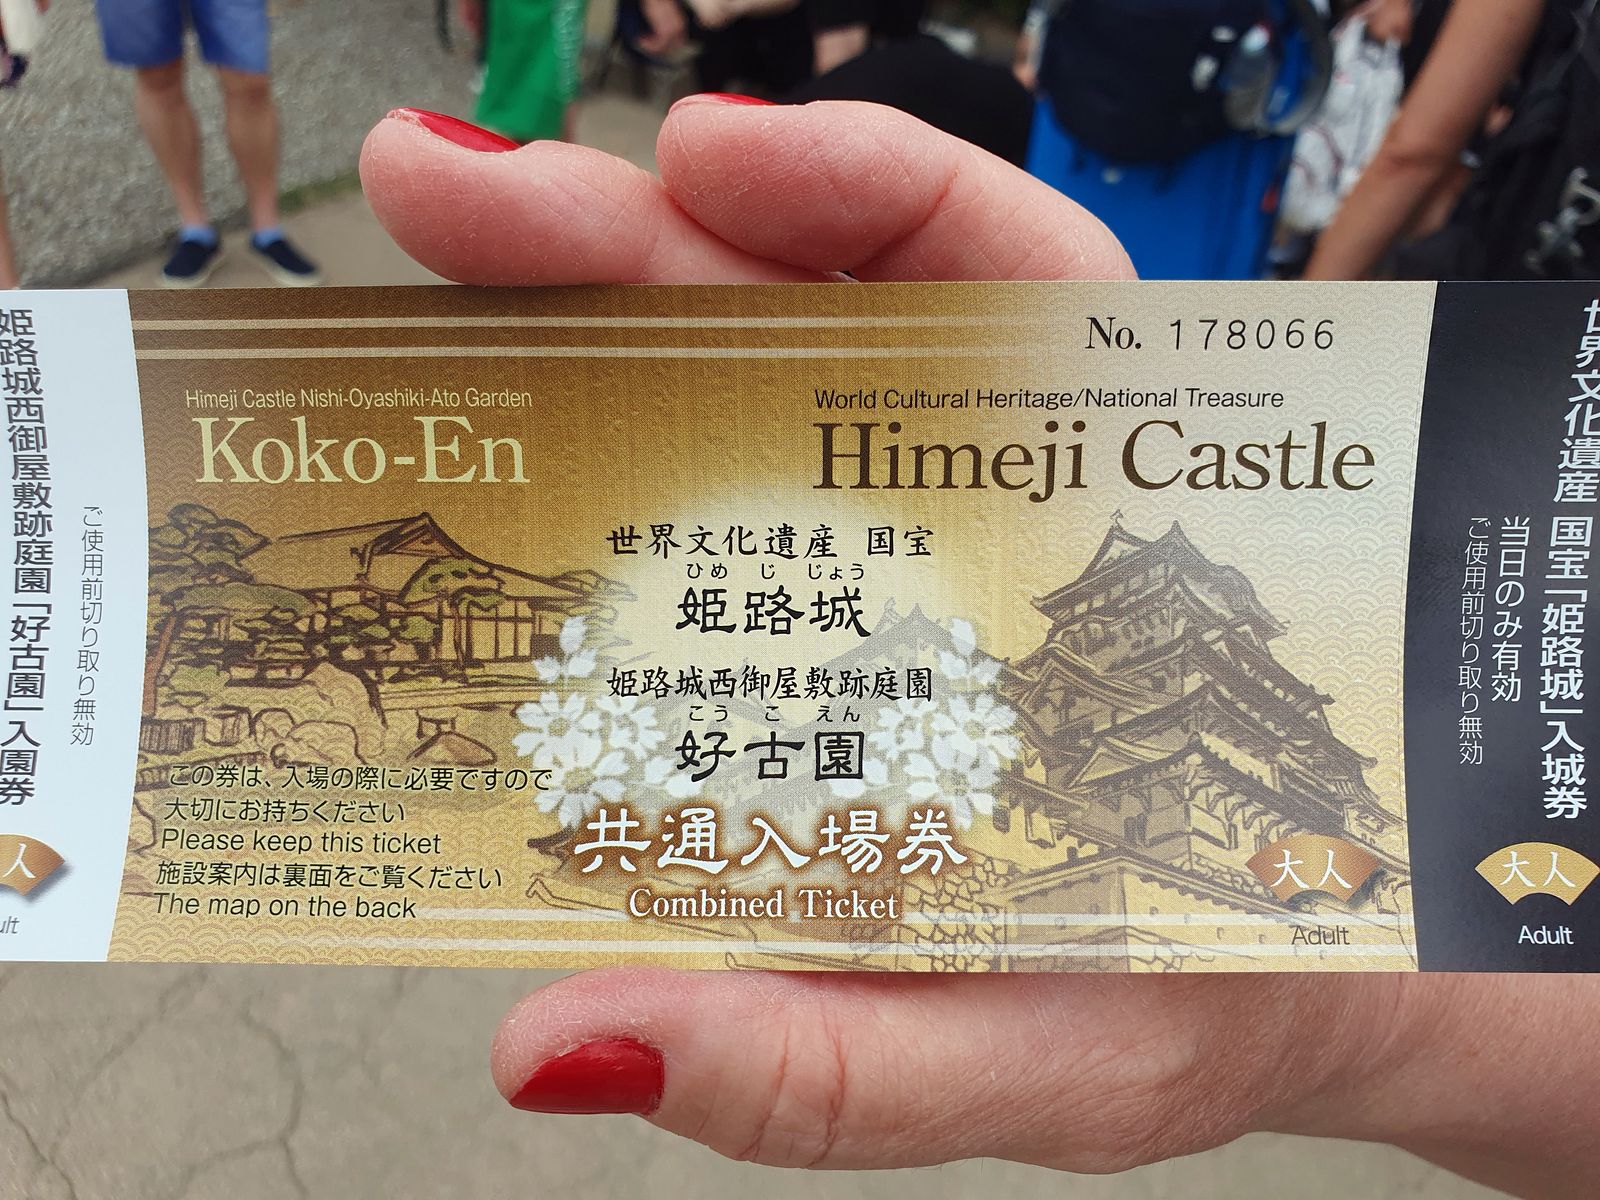 姫路城西御屋敷跡庭園「好古園」入園券
ご使用前切り取り無効
人
No. 178066
Himeji Castle Nishi-Oyashiki-Ato Garden
Koko-En
World Cultural Heritage/National Treasure
Himeji Castle
世界文化遺産 国宝
ひめ じ じょう
姫路城
姫路城西御屋敷跡庭園
こう こ えん
好古園
共通入場券
Combined Ticket
この券は、入場の際に必要ですので
大切にお持ちください
Please keep this ticket
施設案内は裏面をご覧ください
The map on the back
大人
Adult
世界文化遺産 国宝「姫路城」入城券
当日のみ有効
ご使用前切り取り無効
大人
Adult